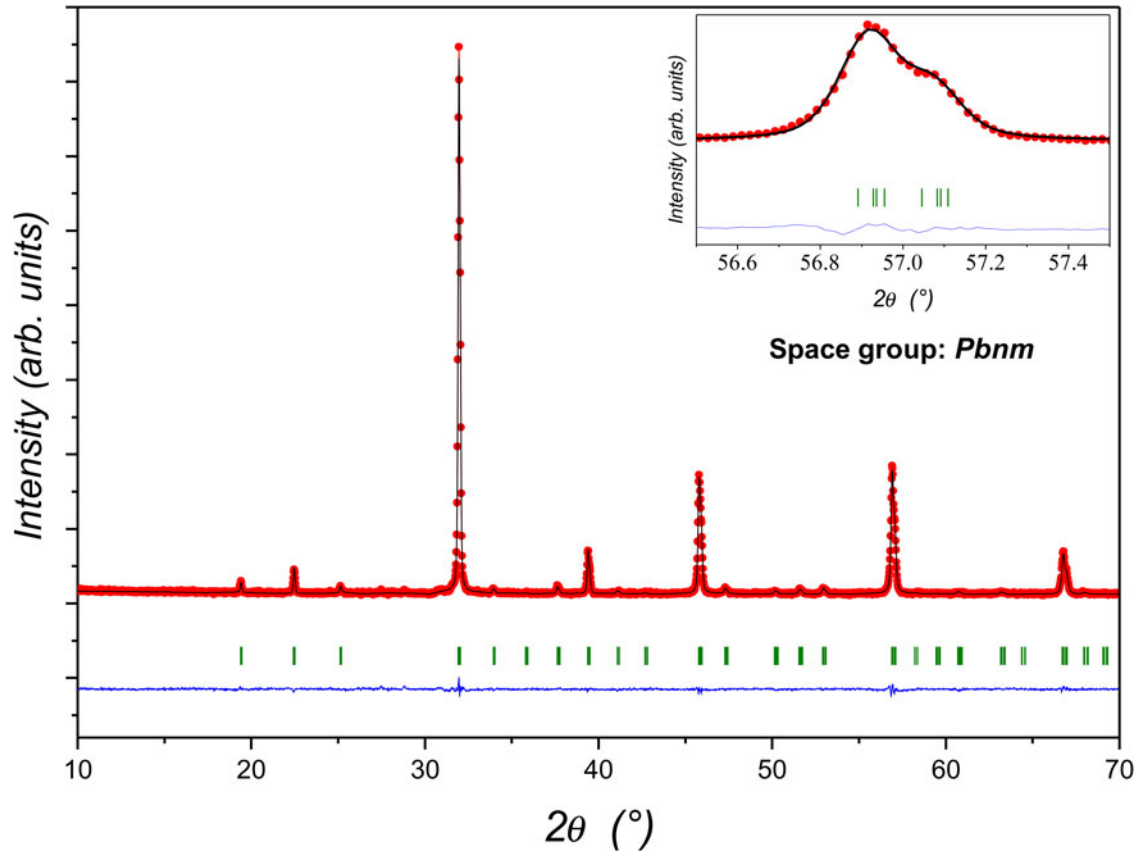 Intensity (arb. units)
Intensity (arb. units)
56.6 56.8 57.0 57.2 57.4
2θ (°)
Space group: Pbnm
10 20 30 40 50 60 70
2θ (°)